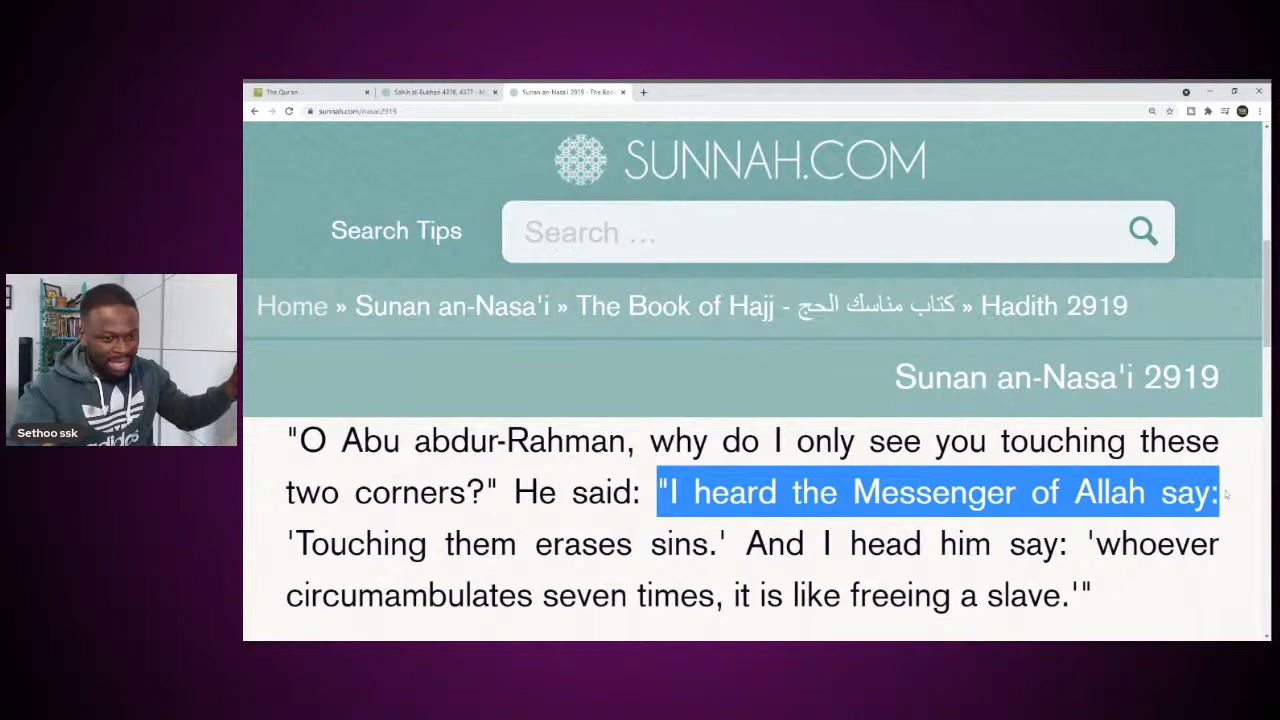 The Qur'an
Sahih al-Bukhari 4376, 4377 - M
Sunan an-Nasa'i 2919 - The Boo
sunnah.com/nasai:2919
SUNNAH.COM
Search Tips
Search ...
Home » Sunan an-Nasa'i » The Book of Hajj - كتاب مناسك الحج » Hadith 2919
Sunan an-Nasa'i 2919
"O Abu abdur-Rahman, why do I only see you touching these
two corners?" He said: "I heard the Messenger of Allah say:
'Touching them erases sins.' And I head him say: 'whoever
circumambulates seven times, it is like freeing a slave.'"
adidas
Sethoo ssk